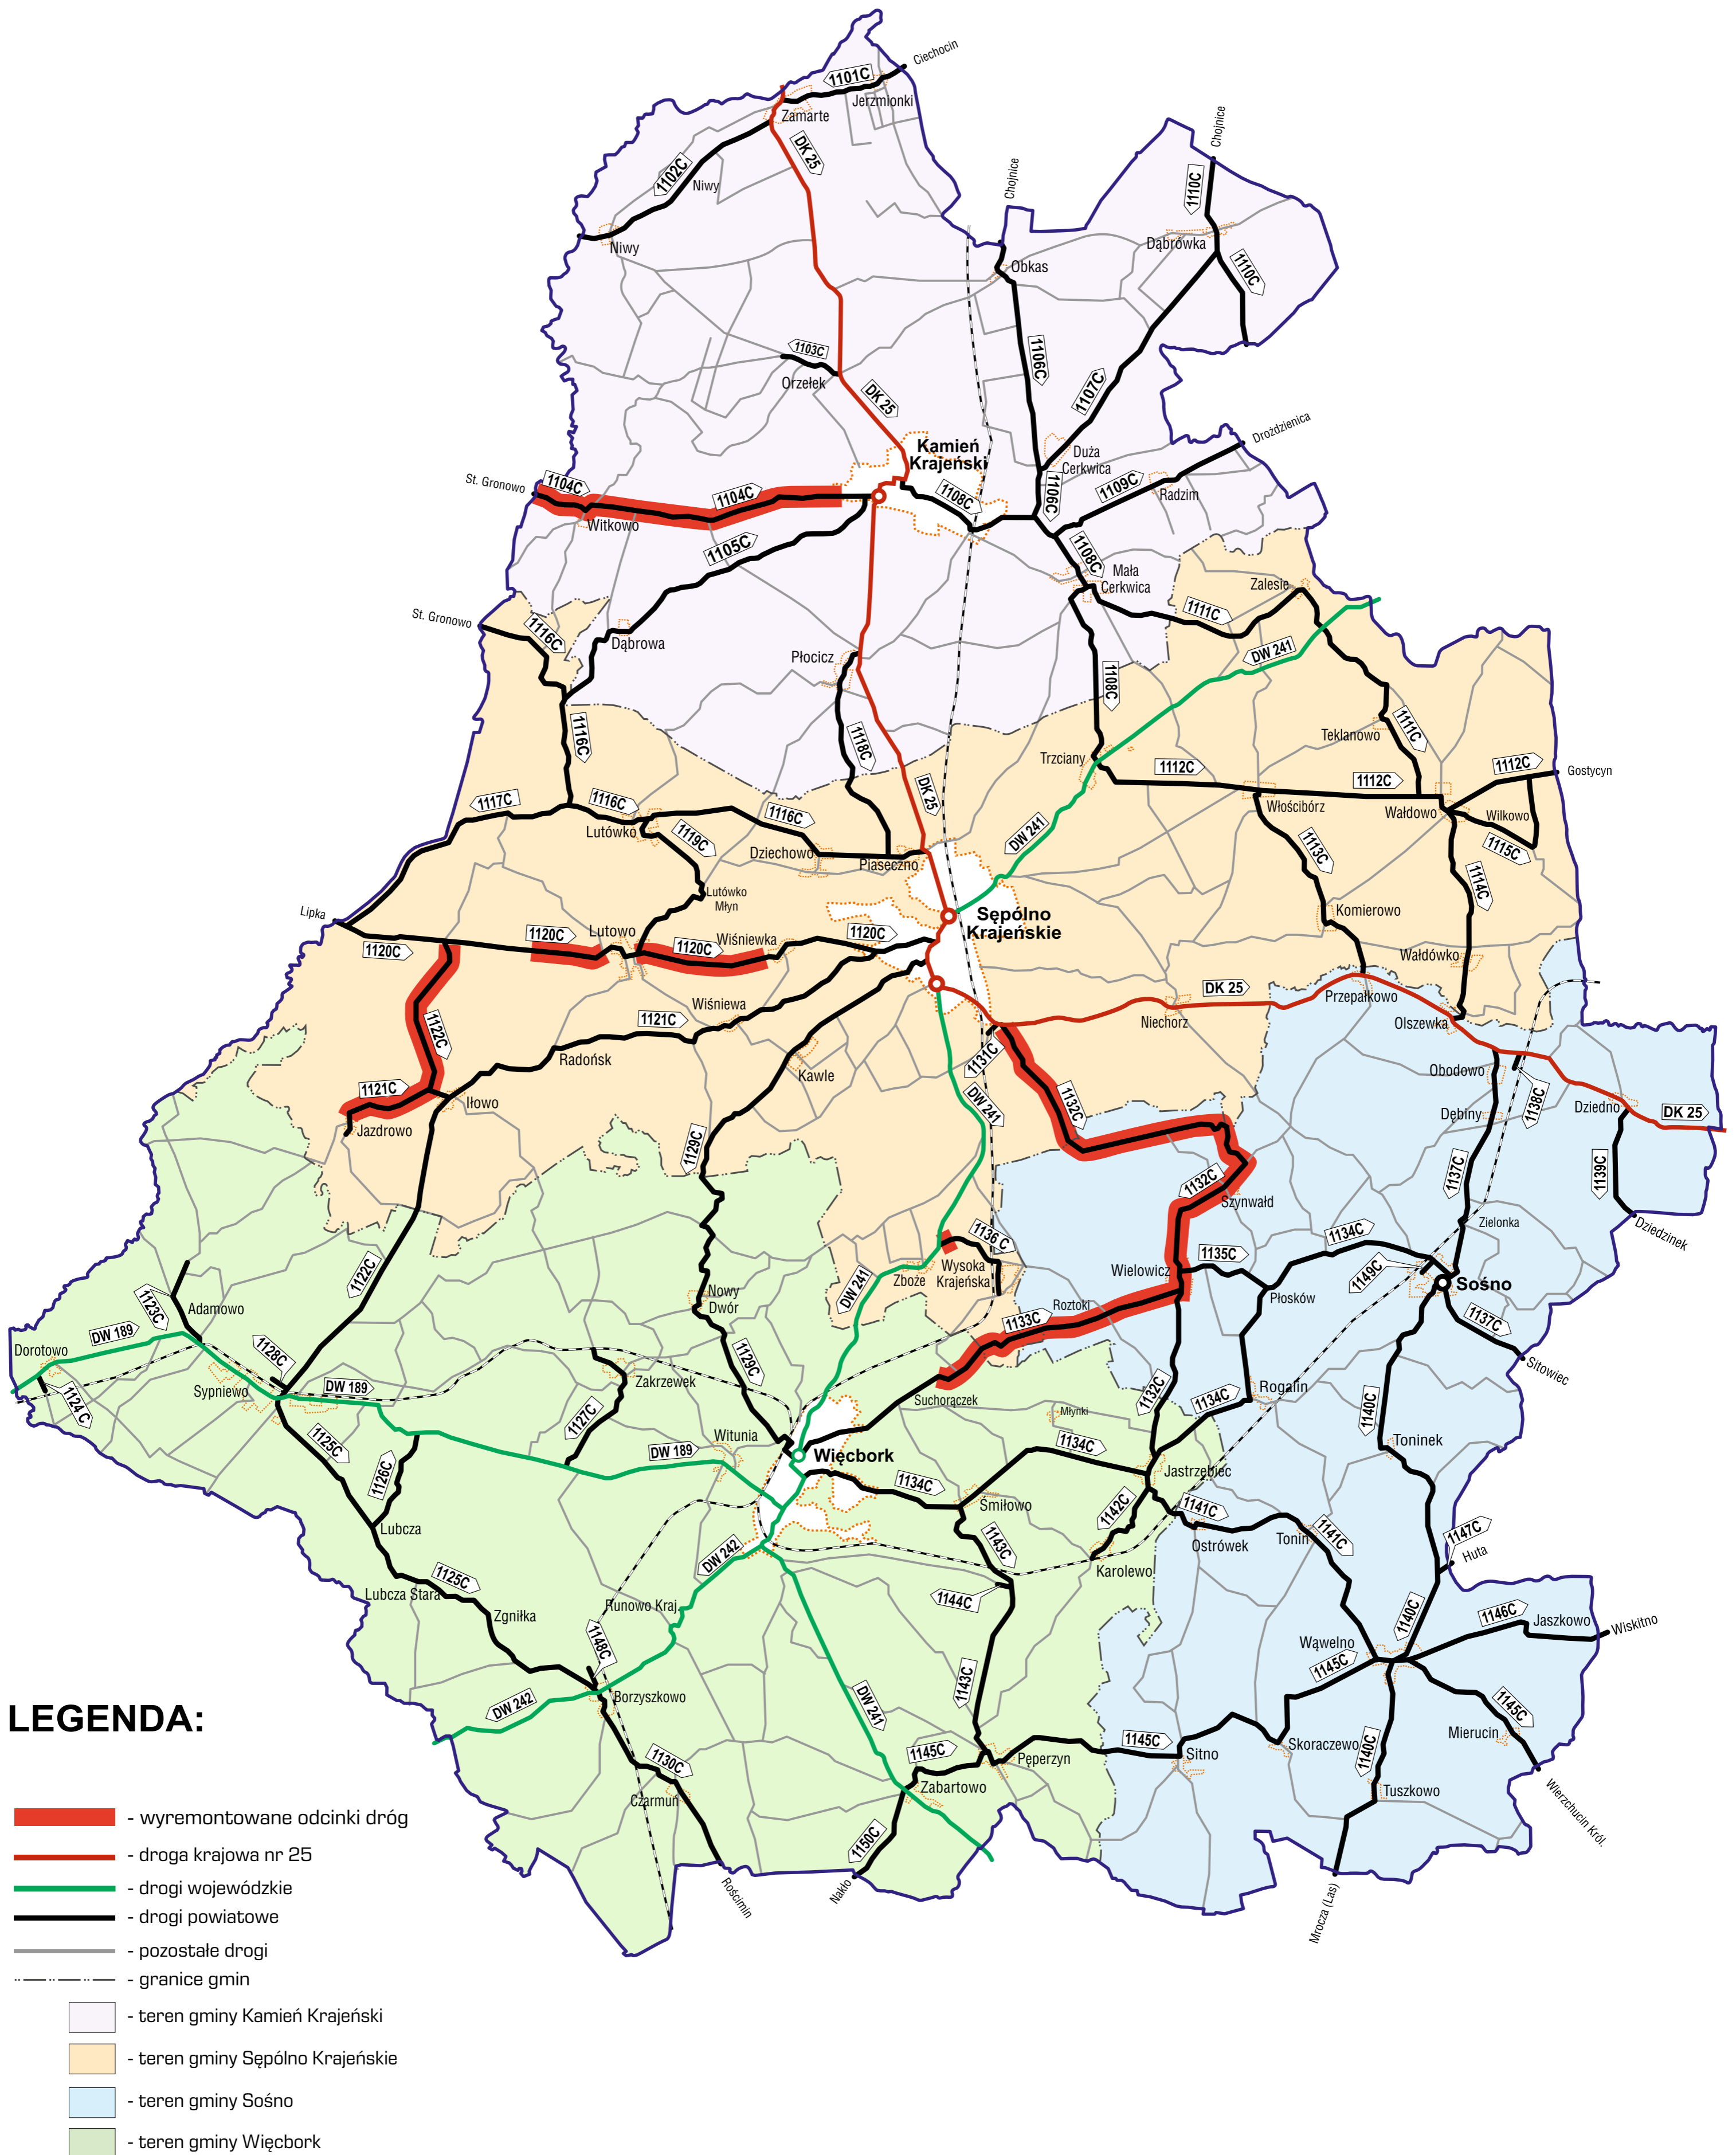 Ciechocin
1101C
Jerzmionki
Zamarte
DK 25
1102C
Niwy
Niwy
Chojnice
Chojnice
1110C
Dąbrówka
1110C
Obkas
1103C
Orzełek
1106C
1107C
DK 25
Kamień
Krajeński
Duża
Cerkwica
Drożdzienica
St. Gronowo
1104C
1104C
Witkowo
1108C
1106C
1109C
Radzim
1105C
1108C
Mała
Cerkwica
Zalesie
1111C
St. Gronowo
1116C
Dąbrowa
Płocicz
DW 241
1108C
1116C
1118C
Teklanowo
1111C
Trzciany
1112C
1112C
1112C
Gostycyn
DK 25
1117C
1116C
Lutówko
1116C
1119C
Włościbórz
Wałdowo
Wilkowo
Dziechowo
Piaseczno
DW 241
1113C
1115C
1114C
Lutówko
Młyn
Lipka
Sępólno
Krajeńskie
Komierowo
1120C
1120C
Lutowo
1120C
Wiśniewka
1120C
Wałdówko
Wiśniewa
DK 25
Przepałkowo
Niechorz
Olszewka
1121C
1122C
Radońsk
Kawle
1131C
1121C
Iłowo
Jazdrowo
DW 241
1132C
Obodowo
Dębiny
1138C
Dziedno
DK 25
1129C
1132C
Szynwałd
1137C
1139C
Zielonka
Dziedzinek
1136 C
1134C
1122C
Zboże
Wysoka
Krajeńska
Wielowicz
1135C
1149C
Sośno
Płosków
Nowy
Dwór
DW 241
Roztoki
1133C
1137C
1123C
Adamowo
DW 189
Dorotowo
1128C
1129C
Sitowiec
1124 C
Sypniewo
DW 189
Zakrzewek
Suchorączek
1132C
1134C
Rogalin
Młynki
1127C
1140C
1125C
Witunia
DW 189
Więcbork
1134C
Toninek
1126C
1134C
Śmiłowo
Jastrzębiec
1142C
1141C
Lubcza
Ostrówek
Tonin
1141C
1147C
Huta
DW 242
1143C
Karolewo
1125C
Lubcza Stara
Zgniłka
Runowo Kraj.
1144C
1140C
1146C
Jaszkowo
Wiskitno
1148C
Wąwelno
1145C
Borzyszkowo
DW 242
DW 241
1143C
1145C
Mierucin
1130C
Czarmuń
1145C
Pęperzyn
1145C
Sitno
Skoraczewo
1140C
Zabartowo
Tuszkowo
Wierzchucin Król.
1150C
Nakło
Rościmin
Mrocza (Las)
LEGENDA:
- wyremontowane odcinki dróg
- droga krajowa nr 25
- drogi wojewódzkie
- drogi powiatowe
- pozostałe drogi
- granice gmin
- teren gminy Kamień Krajeński
- teren gminy Sępólno Krajeńskie
- teren gminy Sośno
- teren gminy Więcbork